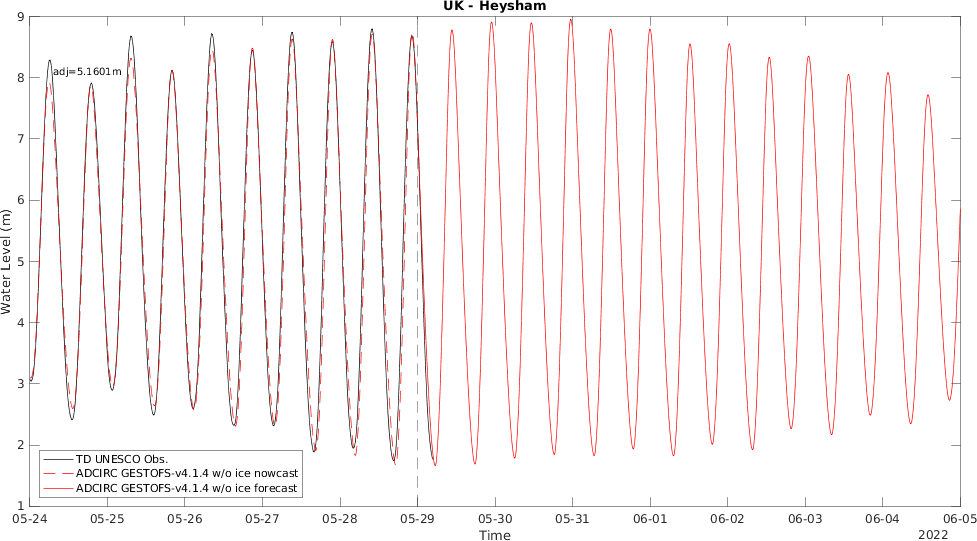 UK - Heysham
9
8
7
6
5
4
3
2
1
Water Level (m)
adj=5.1601m
TD UNESCO Obs.
ADCIRC GESTOFS-v4.1.4 w/o ice nowcast
ADCIRC GESTOFS-v4.1.4 w/o ice forecast
05-24 05-25 05-26 05-27 05-28 05-29 05-30 05-31 06-01 06-02 06-03 06-04 06-05
Time
2022